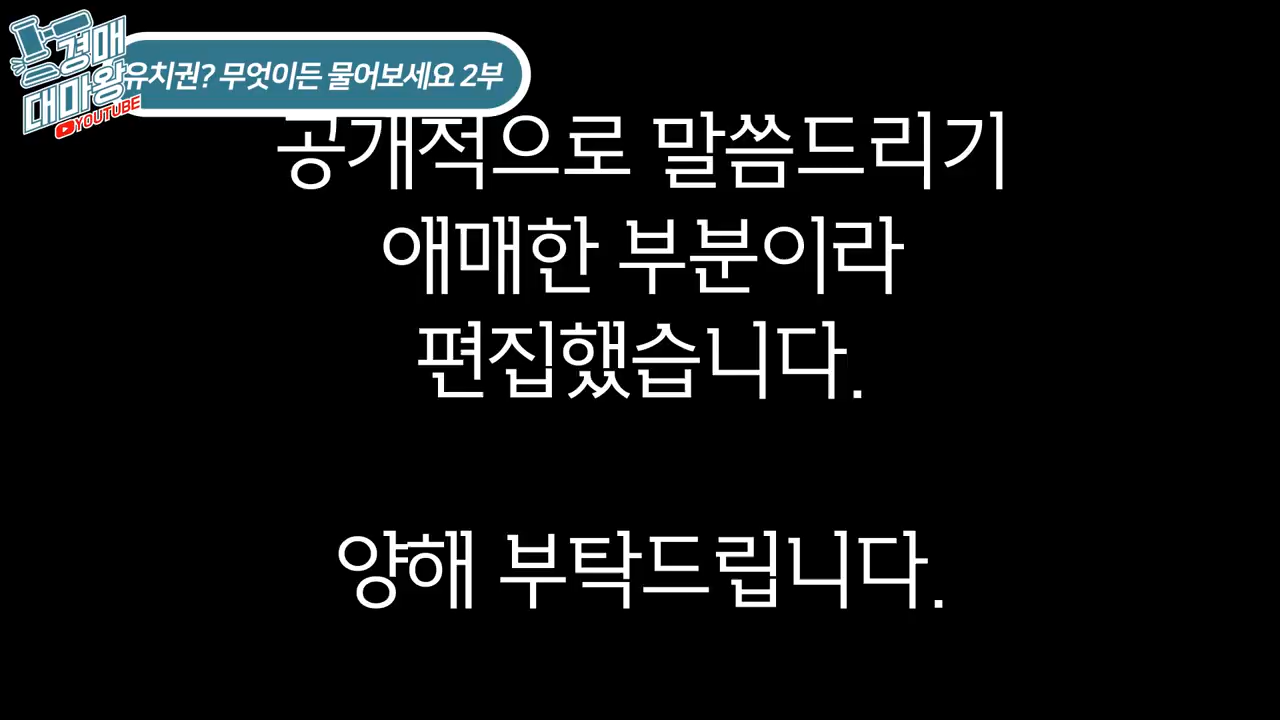 경매
대마왕
YOUTUBE
유치권? 무엇이든 물어보세요 2부
공개적으로 말씀드리기
애매한 부분이라
편집했습니다.
양해 부탁드립니다.